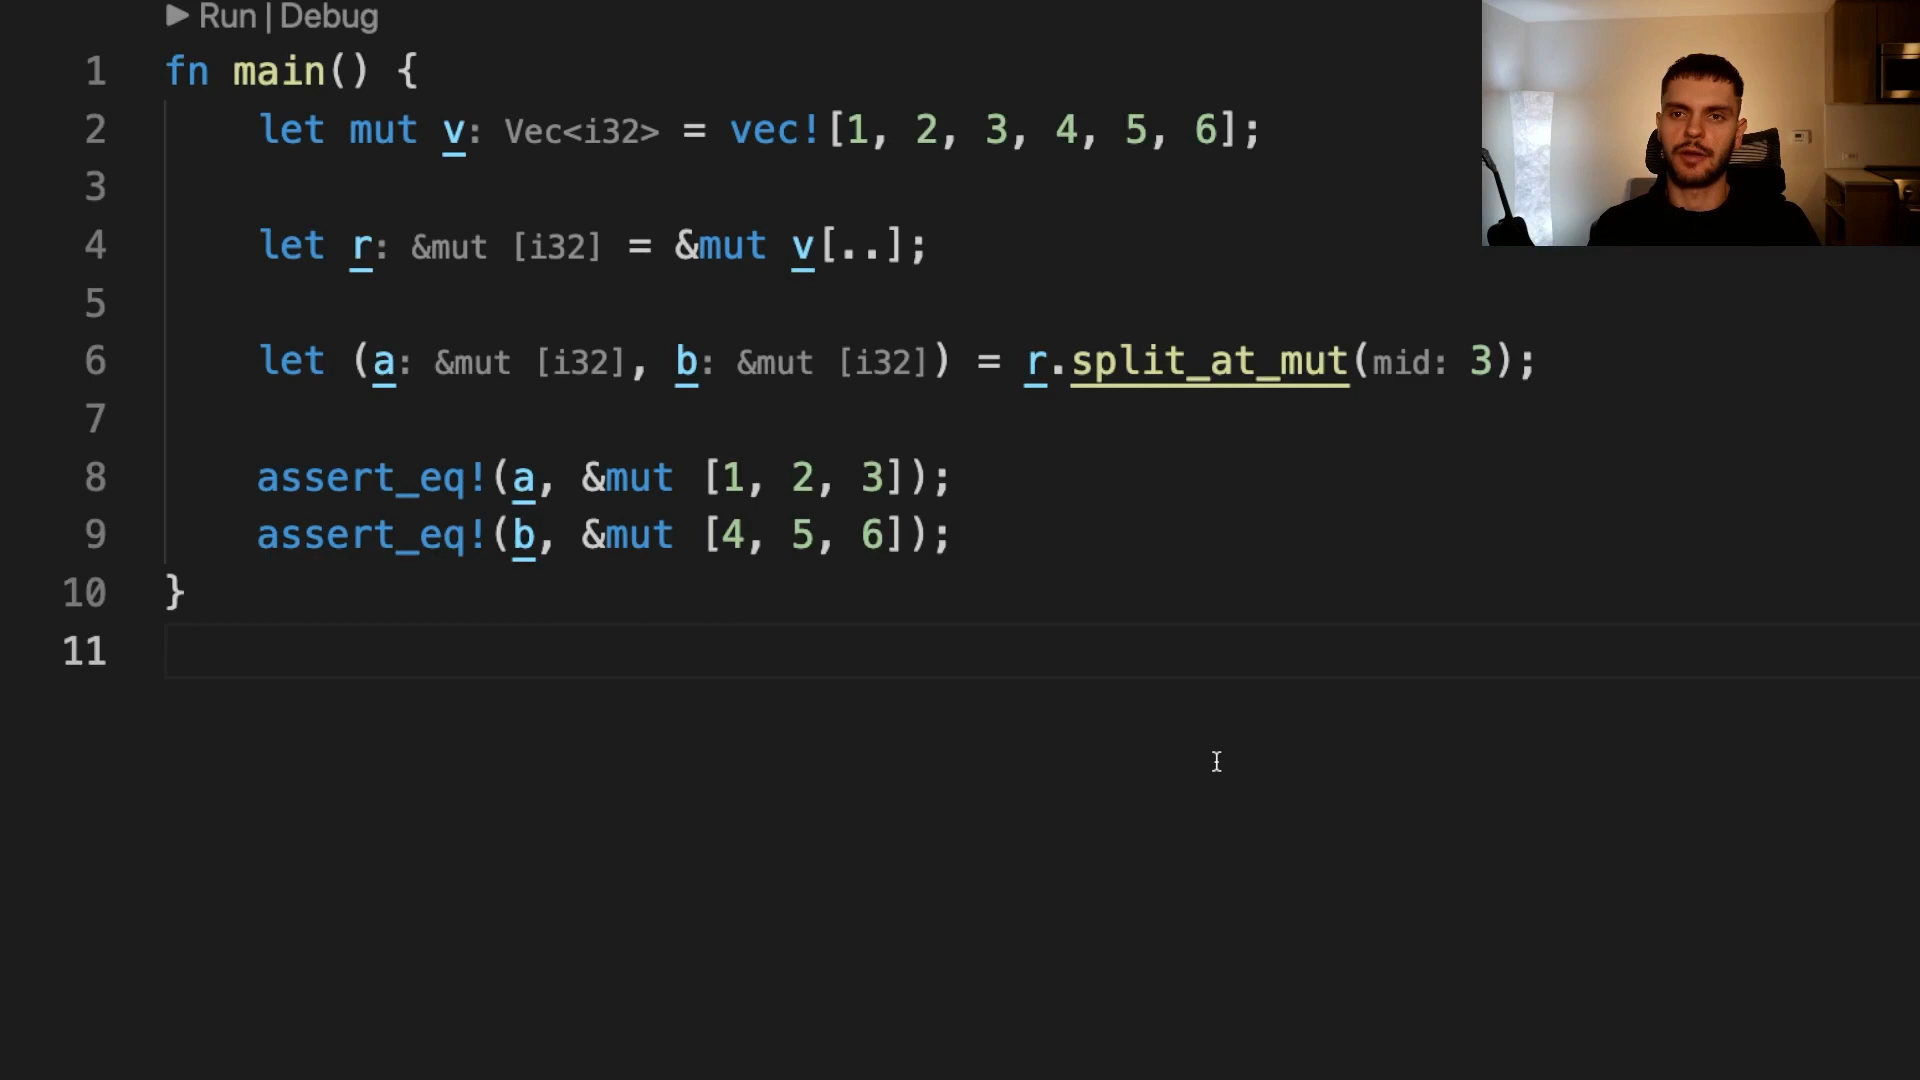 Run | Debug
1 fn main() {
2 let mut v: Vec<i32> = vec![1, 2, 3, 4, 5, 6];
3
4 let r: &mut [i32] = &mut v[..];
5
6 let (a: &mut [i32], b: &mut [i32]) = r.split_at_mut(mid: 3);
7
8 assert_eq!(a, &mut [1, 2, 3]);
9 assert_eq!(b, &mut [4, 5, 6]);
10 }
11